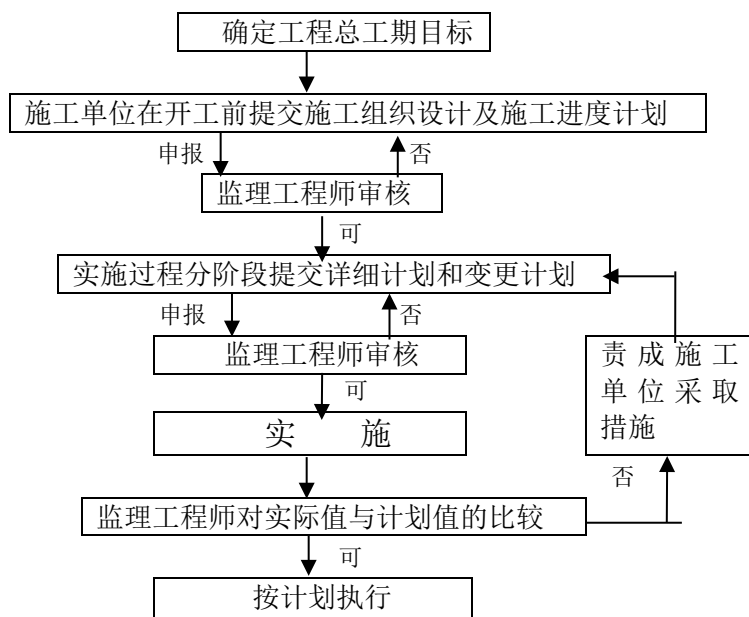 确定工程总工期目标
施工单位在开工前提交施工组织设计及施工进度计划
申报
否
监理工程师审核
可
实施过程分阶段提交详细计划和变更计划
申报
否
监理工程师审核
责成施工
单位采取
措施
可
实 施
否
监理工程师对实际值与计划值的比较
可
按计划执行